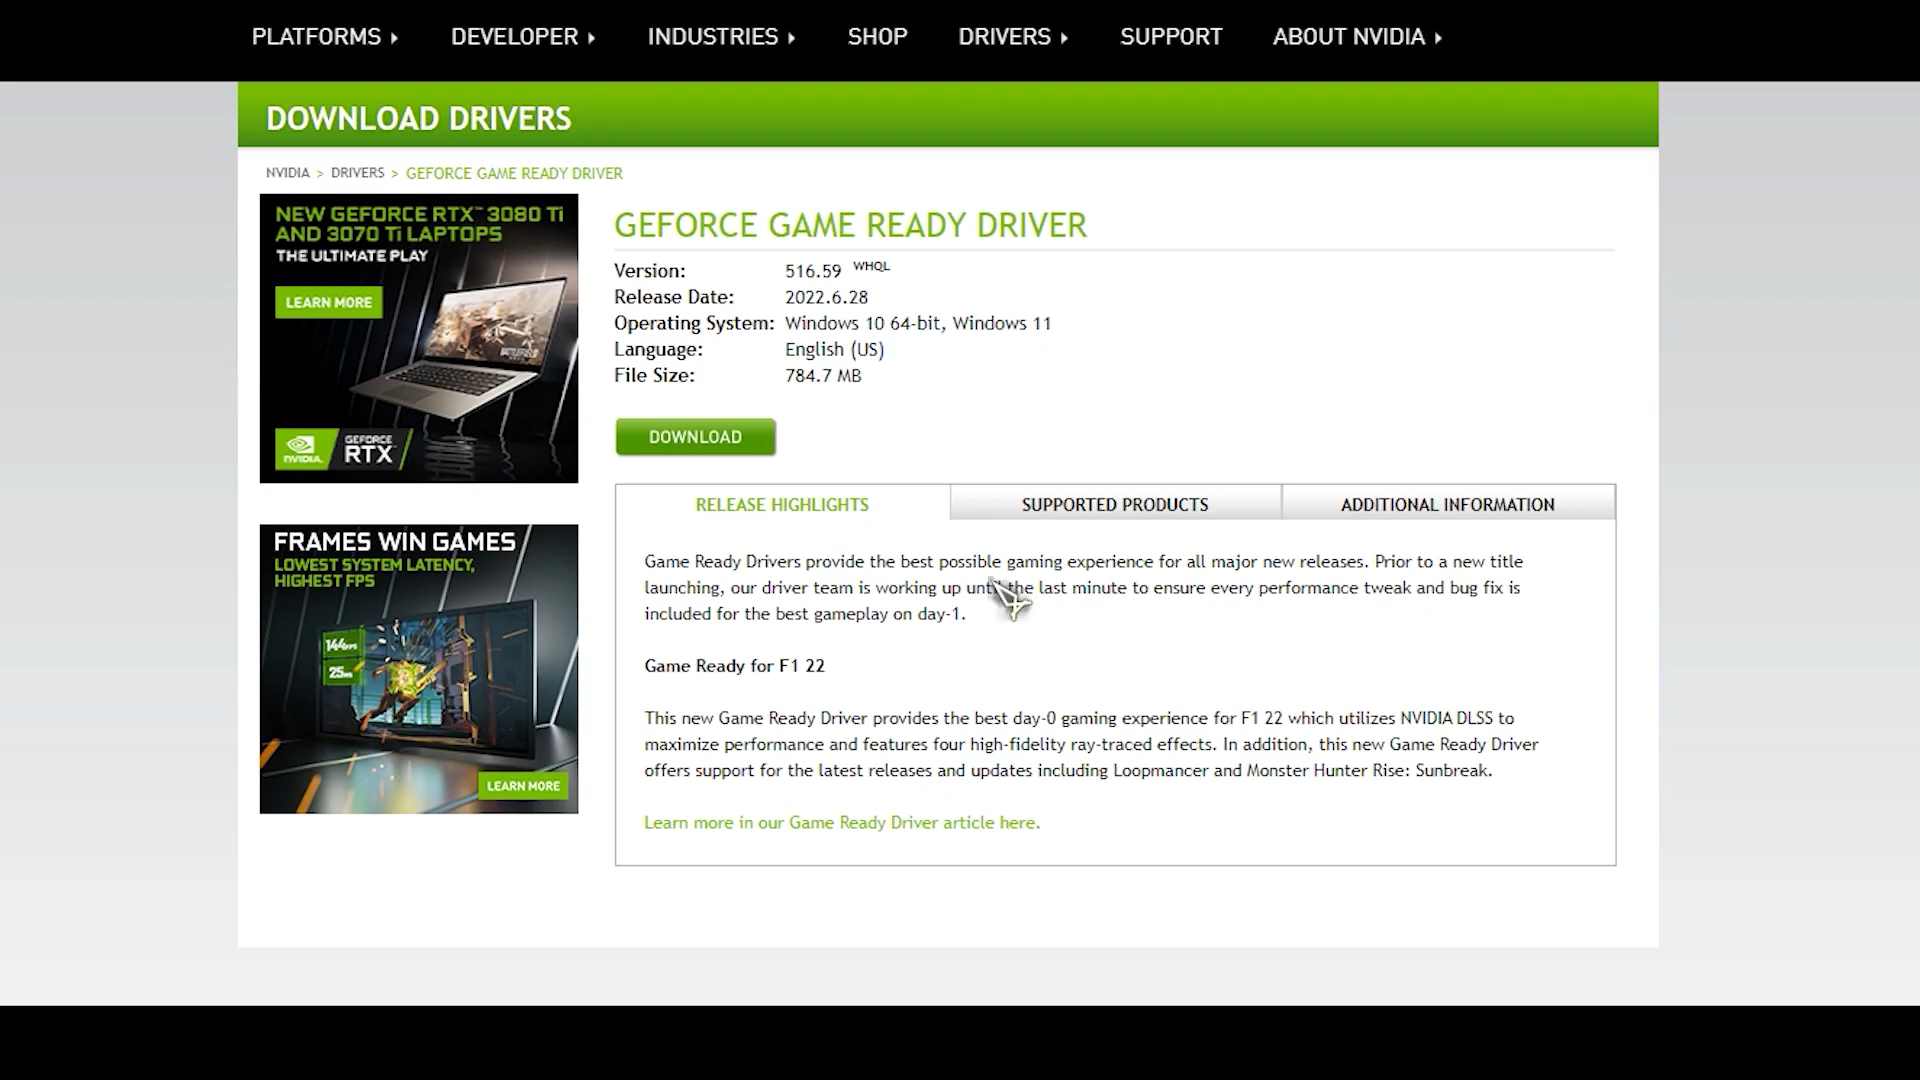 PLATFORMS DEVELOPER INDUSTRIES SHOP DRIVERS SUPPORT ABOUT NVIDIA
DOWNLOAD DRIVERS
NVIDIA > DRIVERS > GEFORCE GAME READY DRIVER
NEW GEFORCE RTX™ 3080 Ti
AND 3070 Ti LAPTOPS
THE ULTIMATE PLAY
LEARN MORE
NVIDIA. GEFORCE RTX
FRAMES WIN GAMES
LOWEST SYSTEM LATENCY,
HIGHEST FPS
144FPS
25MS
LEARN MORE
GEFORCE GAME READY DRIVER
Version: 516.59 WHQL
Release Date: 2022.6.28
Operating System: Windows 10 64-bit, Windows 11
Language: English (US)
File Size: 784.7 MB
DOWNLOAD
RELEASE HIGHLIGHTS SUPPORTED PRODUCTS ADDITIONAL INFORMATION
Game Ready Drivers provide the best possible gaming experience for all major new releases. Prior to a new title
launching, our driver team is working up until the last minute to ensure every performance tweak and bug fix is
included for the best gameplay on day-1.
Game Ready for F1 22
This new Game Ready Driver provides the best day-0 gaming experience for F1 22 which utilizes NVIDIA DLSS to
maximize performance and features four high-fidelity ray-traced effects. In addition, this new Game Ready Driver
offers support for the latest releases and updates including Loopmancer and Monster Hunter Rise: Sunbreak.
Learn more in our Game Ready Driver article here.